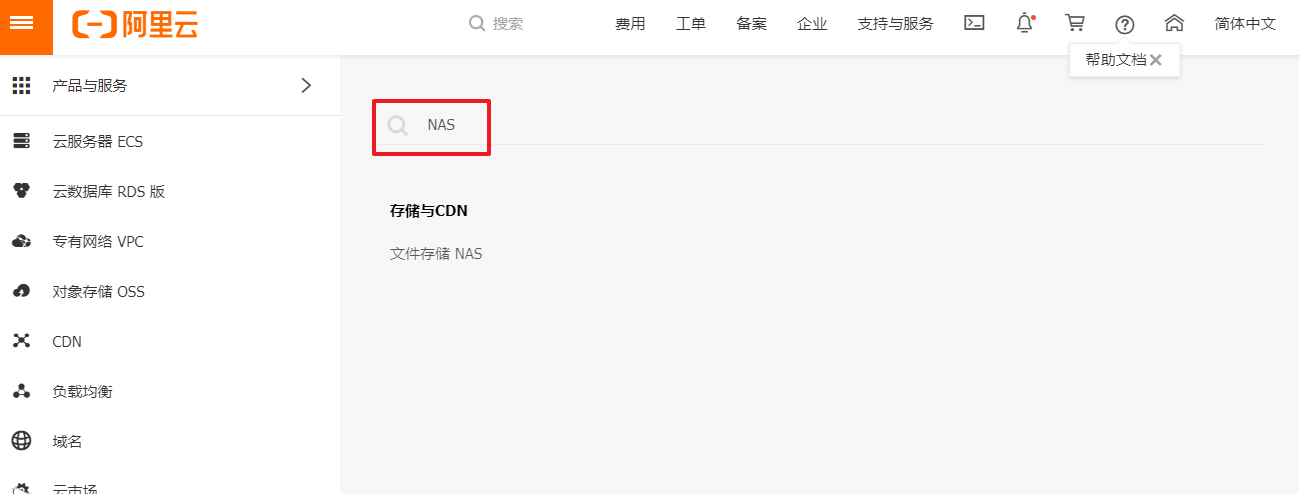 阿里云
搜索
费用
工单
备案
企业
支持与服务
简体中文
帮助文档
产品与服务
NAS
云服务器 ECS
云数据库 RDS 版
专有网络 VPC
对象存储 OSS
CDN
负载均衡
域名
云市场
存储与CDN
文件存储 NAS